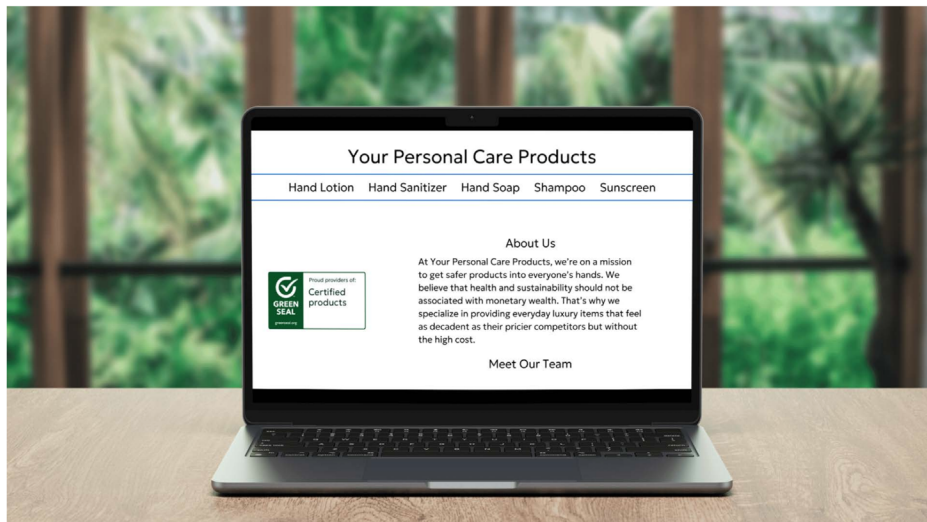 Your Personal Care Products
Hand Lotion Hand Sanitizer Hand Soap Shampoo Sunscreen
About Us
At Your Personal Care Products, we're on a mission
to get safer products into everyone's hands. We
believe that health and sustainability should not be
associated with monetary wealth. That's why we
specialize in providing everyday luxury items that feel
as decadent as their pricier competitors but without
the high cost.
Meet Our Team
GREEN
SEAL
greenseal.org
Proud providers of:
Certified
products